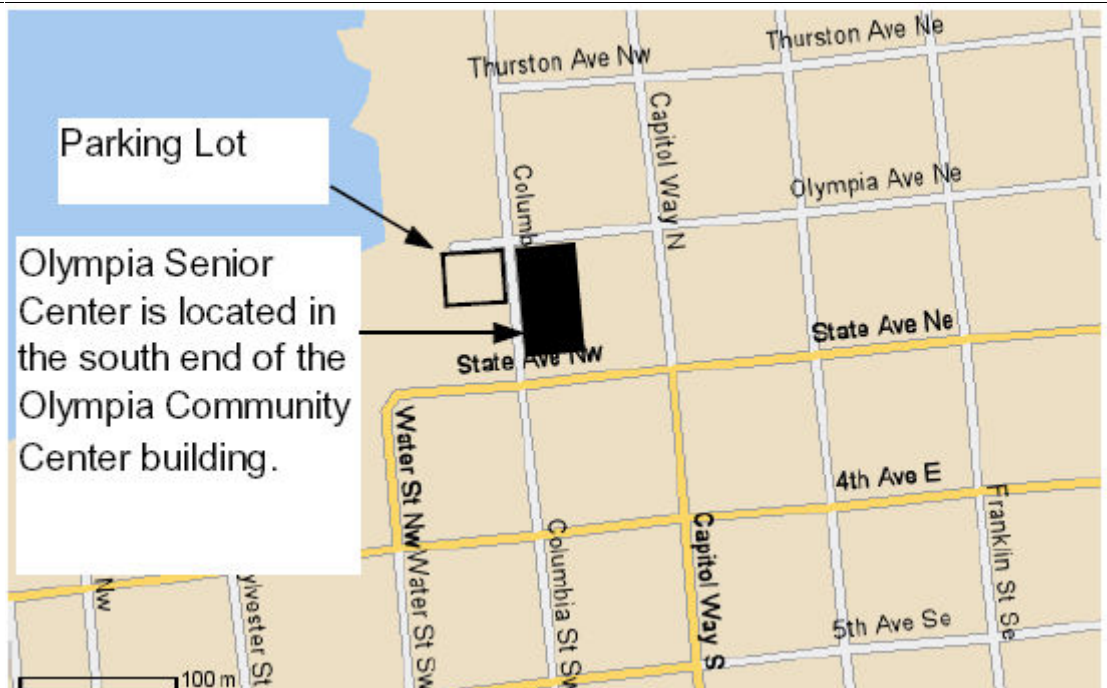 Thurston Ave Nw
Thurston Ave Ne
Parking Lot
Capitol Way N
Columb
Olympia Ave Ne
Olympia Senior
Center is located in
the south end of the
Olympia Community
Center building.
State Ave Nw
State Ave Ne
Water St Nw
4th Ave E
Franklin St Se
Capitol Way S
Columbia St Sw
Water St Sw
Nw
ylvester St
5th Ave Se
100 m